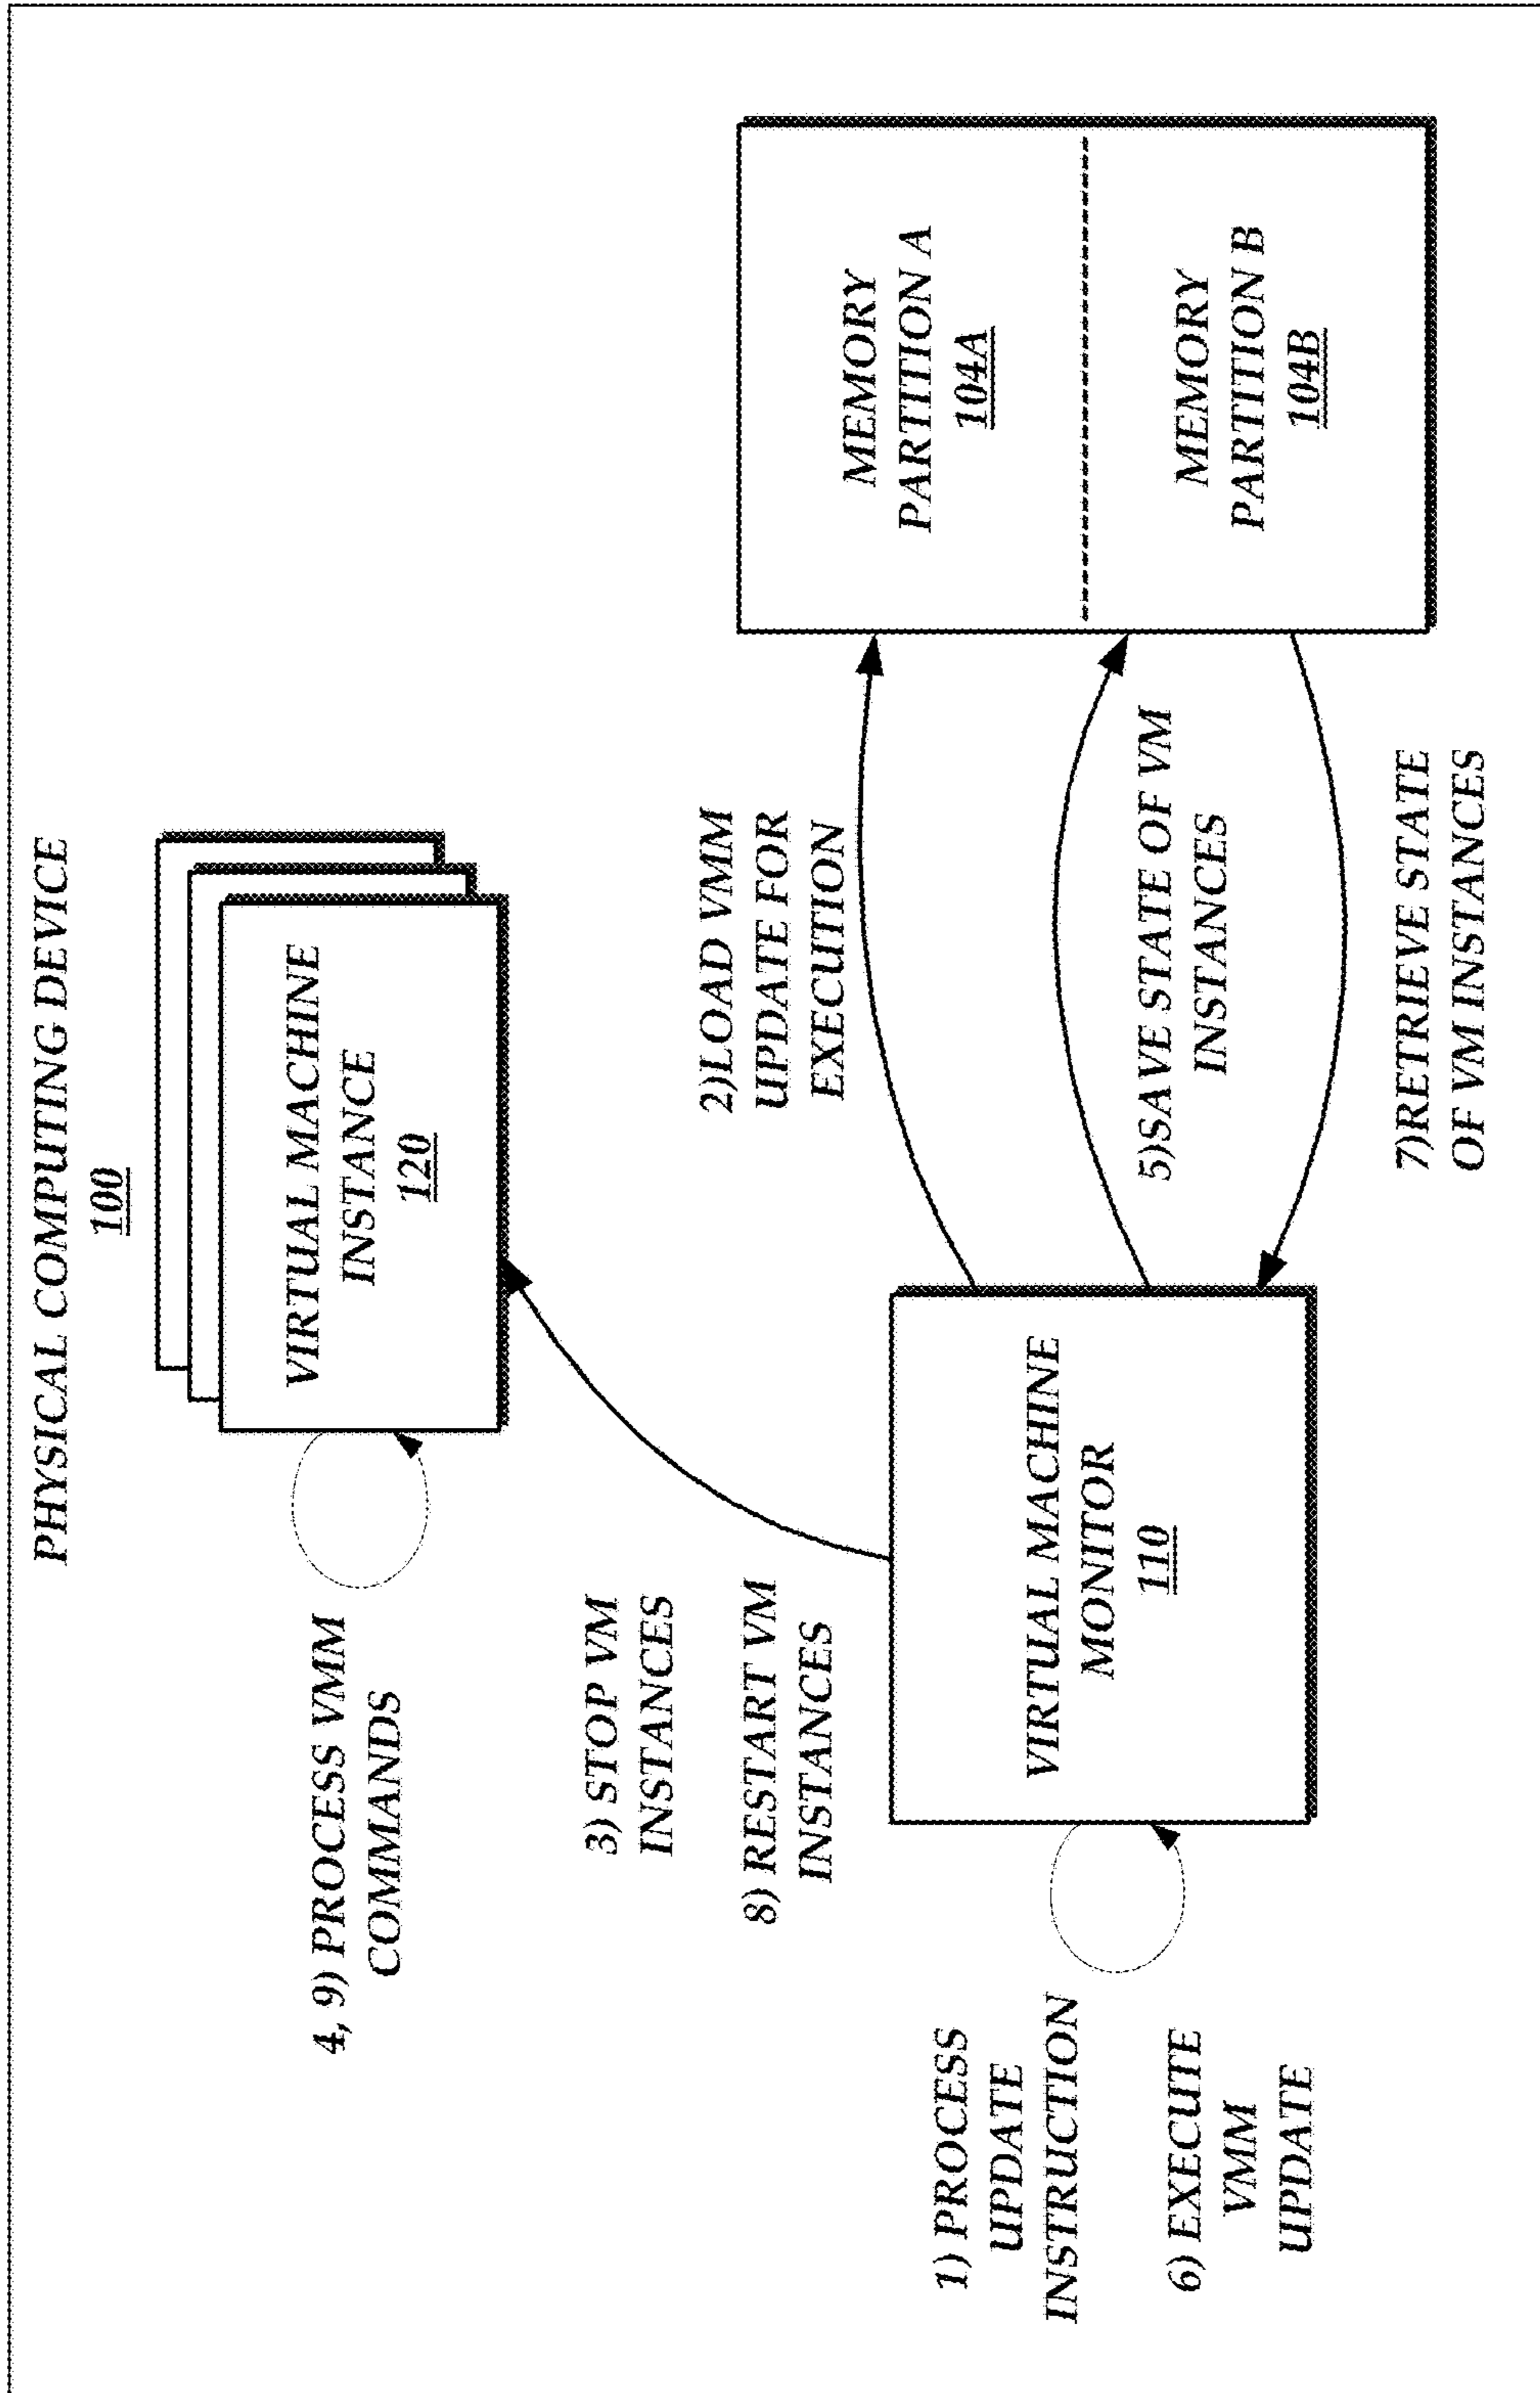 PHYSICAL COMPUTING DEVICE
100
VIRTUAL MACHINE
INSTANCE
120
4, 9) PROCESS VMM
COMMANDS
3) STOP VM
INSTANCES
8) RESTART VM
INSTANCES
2)LOAD VMM
UPDATE FOR
EXECUTION
MEMORY
PARTITION A
104A
1) PROCESS
UPDATE
INSTRUCTION
6) EXECUTE
VMM
UPDATE
VIRTUAL MACHINE
MONITOR
110
5)SAVE STATE OF VM
INSTANCES
7)RETRIEVE STATE
OF VM INSTANCES
MEMORY
PARTITION B
104B